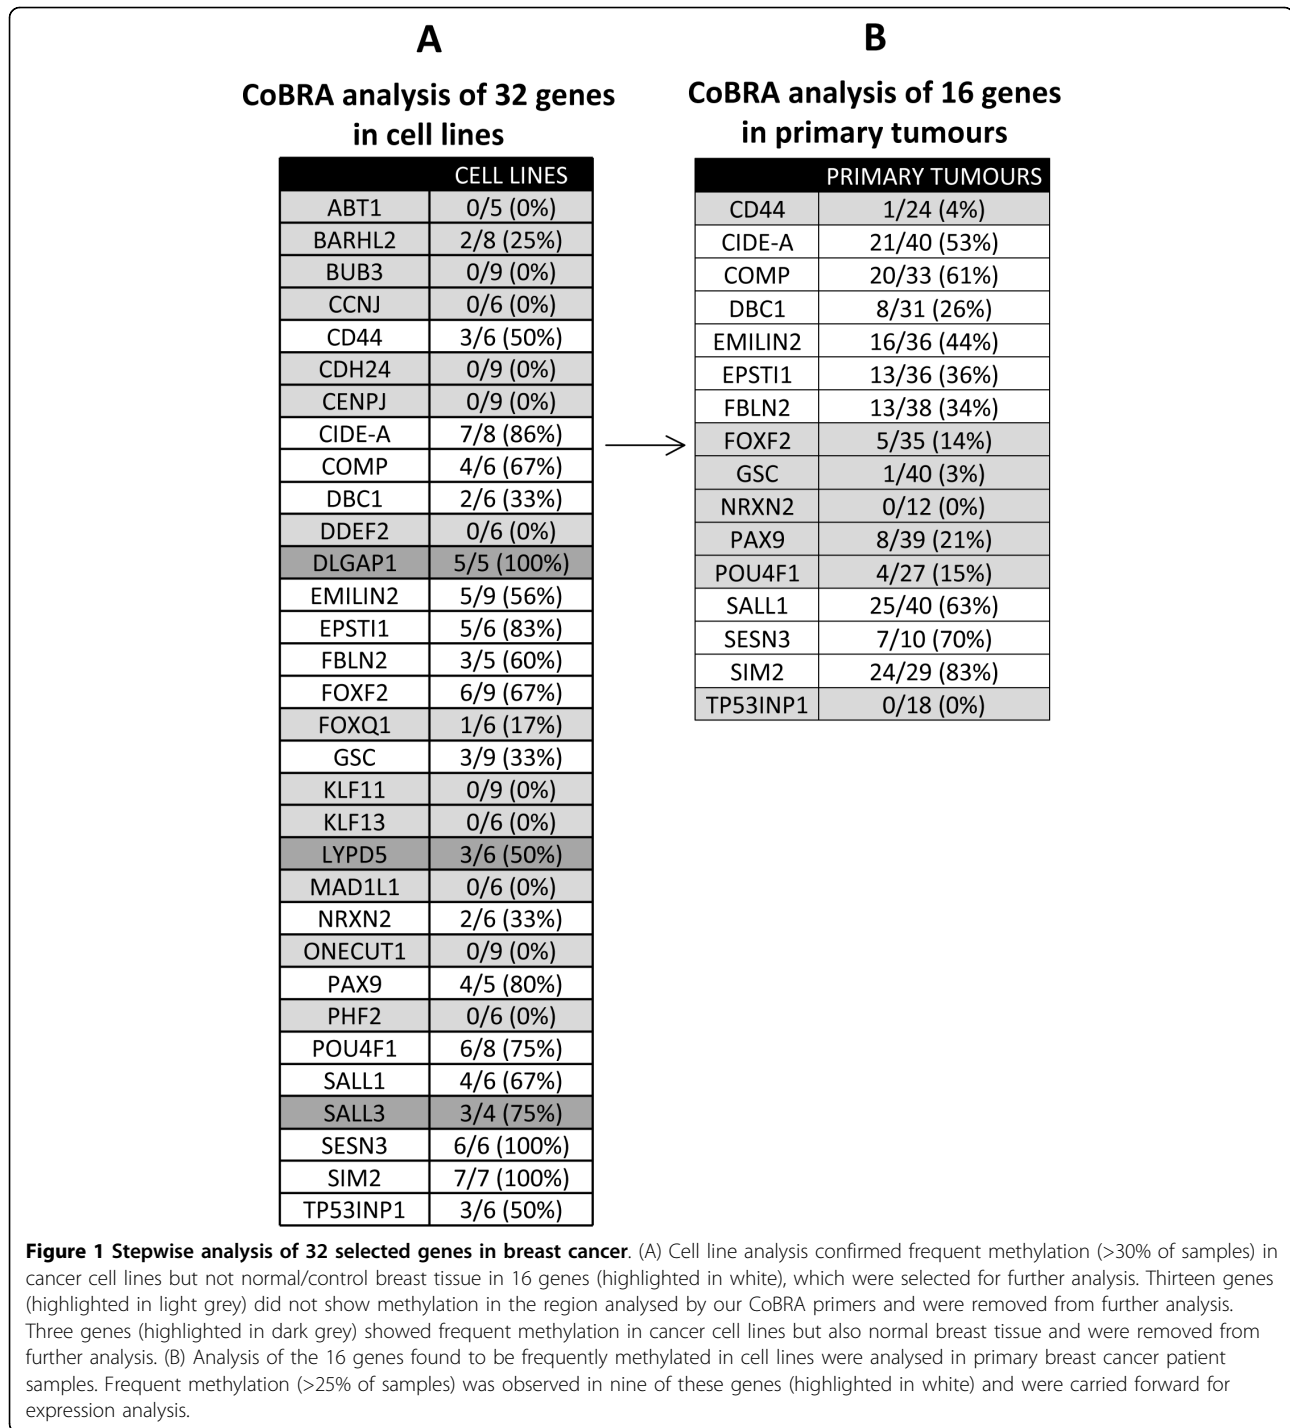 A
CoBRA analysis of 32 genes
in cell lines
CELL LINES
ABT1 0/5 (0%)
BARHL2 2/8 (25%)
BUB3 0/9 (0%)
CCNJ 0/6 (0%)
CD44 3/6 (50%)
CDH24 0/9 (0%)
CENPJ 0/9 (0%)
CIDE-A 7/8 (86%)
COMP 4/6 (67%)
DBC1 2/6 (33%)
DDEF2 0/6 (0%)
DLGAP1 5/5 (100%)
EMILIN2 5/9 (56%)
EPSTI1 5/6 (83%)
FBLN2 3/5 (60%)
FOXF2 6/9 (67%)
FOXQ1 1/6 (17%)
GSC 3/9 (33%)
KLF11 0/9 (0%)
KLF13 0/6 (0%)
LYPD5 3/6 (50%)
MAD1L1 0/6 (0%)
NRXN2 2/6 (33%)
ONECUT1 0/9 (0%)
PAX9 4/5 (80%)
PHF2 0/6 (0%)
POU4F1 6/8 (75%)
SALL1 4/6 (67%)
SALL3 3/4 (75%)
SESN3 6/6 (100%)
SIM2 7/7 (100%)
TP53INP1 3/6 (50%)
B
CoBRA analysis of 16 genes
in primary tumours
PRIMARY TUMOURS
CD44 1/24 (4%)
CIDE-A 21/40 (53%)
COMP 20/33 (61%)
DBC1 8/31 (26%)
EMILIN2 16/36 (44%)
EPSTI1 13/36 (36%)
FBLN2 13/38 (34%)
FOXF2 5/35 (14%)
GSC 1/40 (3%)
NRXN2 0/12 (0%)
PAX9 8/39 (21%)
POU4F1 4/27 (15%)
SALL1 25/40 (63%)
SESN3 7/10 (70%)
SIM2 24/29 (83%)
TP53INP1 0/18 (0%)
Figure 1 Stepwise analysis of 32 selected genes in breast cancer. (A) Cell line analysis confirmed frequent methylation (>30% of samples) in
cancer cell lines but not normal/control breast tissue in 16 genes (highlighted in white), which were selected for further analysis. Thirteen genes
(highlighted in light grey) did not show methylation in the region analysed by our CoBRA primers and were removed from further analysis.
Three genes (highlighted in dark grey) showed frequent methylation in cancer cell lines but also normal breast tissue and were removed from
further analysis. (B) Analysis of the 16 genes found to be frequently methylated in cell lines were analysed in primary breast cancer patient
samples. Frequent methylation (>25% of samples) was observed in nine of these genes (highlighted in white) and were carried forward for
expression analysis.